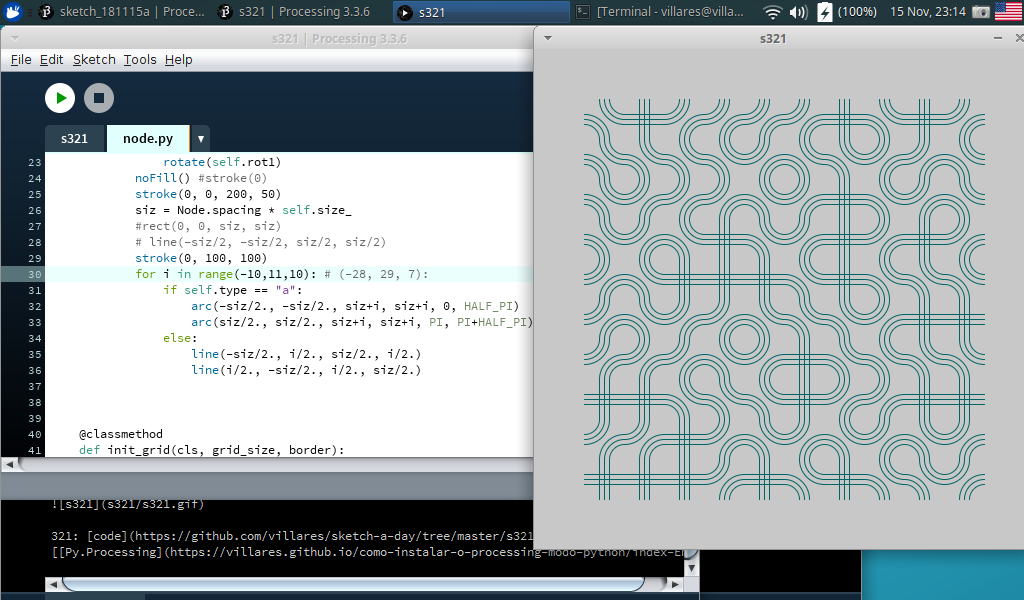 sketch_181115a | Proce...
s321 | Processing 3.3.6
s321
[Terminal - villares@villa...
(100%)
15 Nov, 23:14
s321 | Processing 3.3.6
File Edit Sketch Tools Help
s321
node.py
23 rotate(self.rot1)
24 noFill() #stroke(0)
25 stroke(0, 0, 200, 50)
26 siz = Node.spacing * self.size_
27 #rect(0, 0, siz, siz)
28 # line(-siz/2, -siz/2, siz/2, siz/2)
29 stroke(0, 100, 100)
30 for i in range(-10,11,10): # (-28, 29, 7):
31 if self.type == "a":
32 arc(-siz/2., -siz/2., siz+i, siz+i, 0, HALF_PI)
33 arc(siz/2., siz/2., siz+i, siz+i, PI, PI+HALF_PI)
34 else:
35 line(-siz/2., i/2., siz/2., i/2.)
36 line(i/2., -siz/2., i/2., siz/2.)
37
38
39
40 @classmethod
41 def init_grid(cls, grid_size, border):
![s321](s321/s321.gif)
321: [code](https://github.com/villares/sketch-a-day/tree/master/s321
[[Py.Processing](https://villares.github.io/como-instalar-o-processing-modo-python/index-E
s321